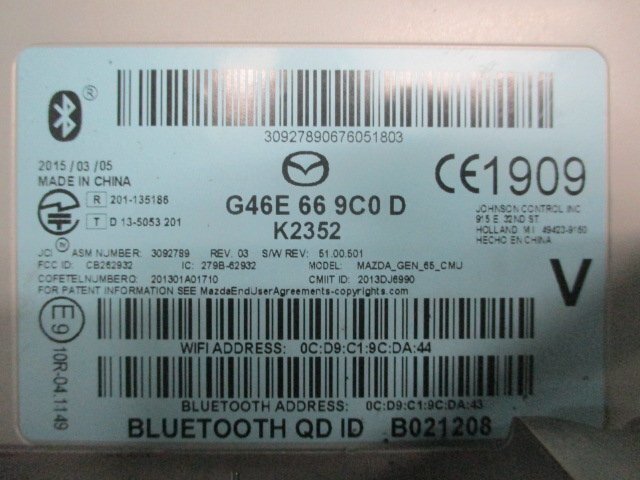 30927890676051803
2015/03/05
MADE IN CHINA
R 201-135186
T D 13-5053 201
G46E 66 9C0 D
K2352
CE1909
JOHNSON CONTROL INC
915 E. 32ND ST
HOLLAND M I 49423-9150
HECHO EN CHINA
JCI ASM NUMBER: 3092789 REV. 03 S/W REV: 51.00.501
FCC ID: CB262932 IC: 279B-62932 MODEL: MAZDA_GEN_65_CMU
COFETELNUMBERO: 201301A01710 CMIIT ID: 2013DJ6990
FOR PATENT INFORMATION SEE MazdaEndUserAgreements-copyrights.com
V
E9
10R-04.1149
WIFI ADDRESS: 0C:D9:C1:9C:DA:44
BLUETOOTH ADDRESS: 0C:D9:C1:9C:DA:43
BLUETOOTH QD ID B021208